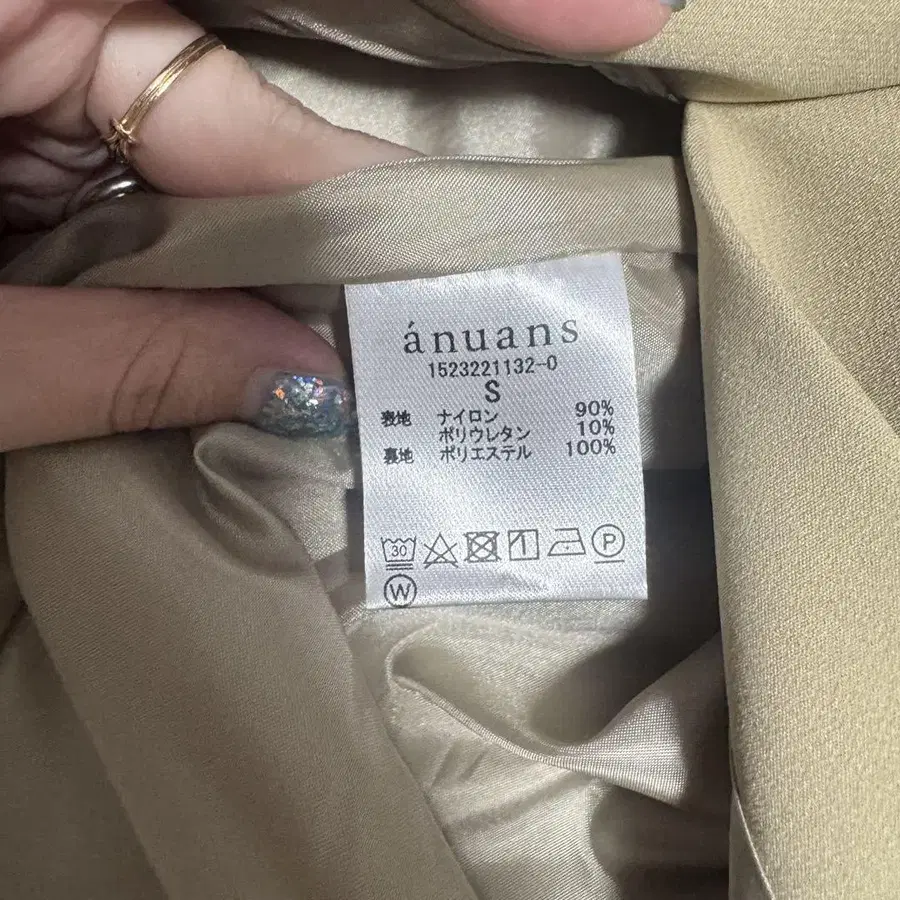 ánuans
1523221132-0
S
表地 ナイロン 90%
ポリウレタン 10%
裏地 ポリエステル 100%
30 P
W